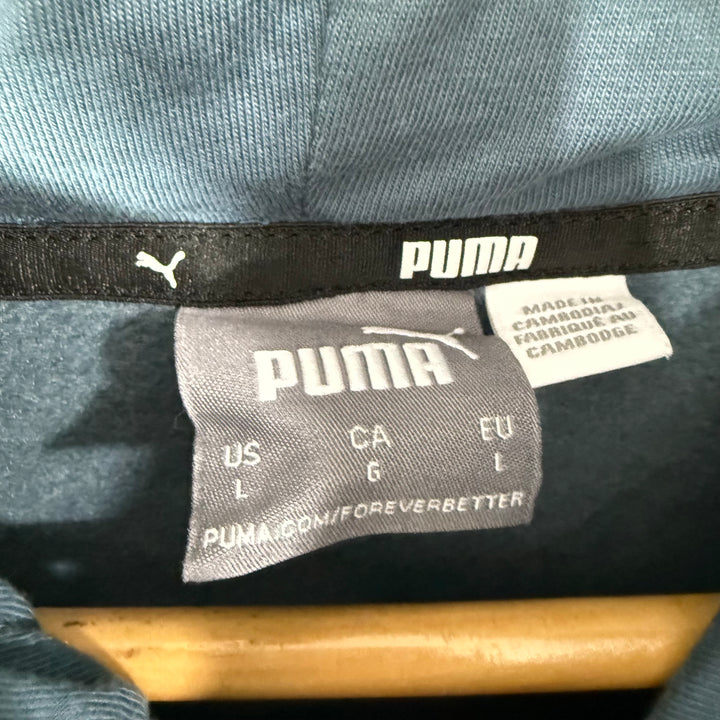 PUMA
MADE IN
CAMBODIA/
FABRIQUÉ AU
CAMBODGE
PUMA
US CA EU
L G L
PUMA.COM/FOREVERBETTER